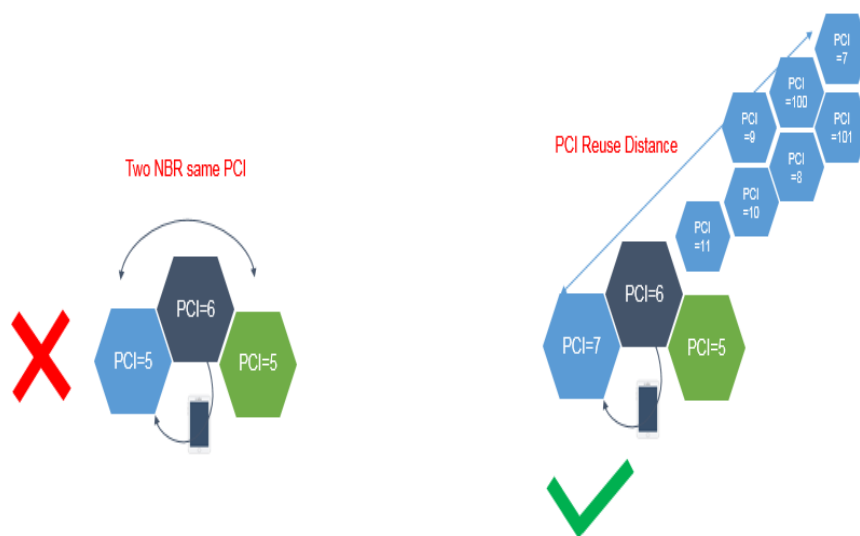 Two NBR same PCI
PCI=6
PCI=5
PCI=5
PCI Reuse Distance
PCI
=7
PCI
=100
PCI
=9
PCI
=101
PCI
=8
PCI
=10
PCI
=11
PCI=6
PCI=7
PCI=5